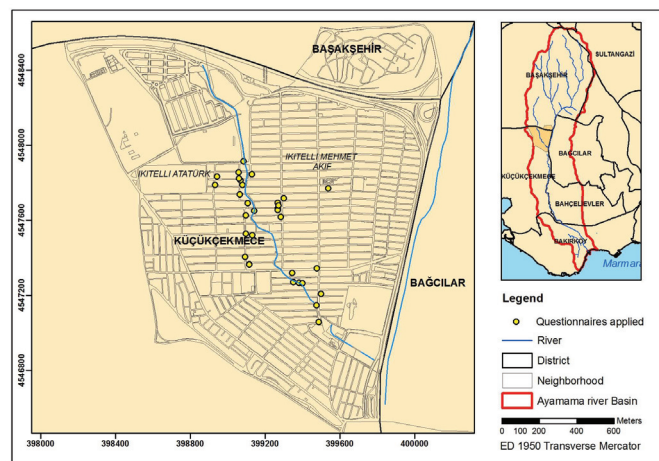 BAŞAKŞEHİR
IKITELLI ATATÜRK
IKITELLI MEHMET
AKIF
KÜÇÜKÇEKMECE
BAĞCILAR
4548400
4548000
4547600
4547200
4546800
398000
398400
398800
399200
399600
400000
SULTANGAZİ
BAŞAKŞEHİR
BAĞCILAR
KÜÇÜKÇEKMECE
BAHÇELİEVLER
BAKIRKÖY
Marmara
Legend
Questionnaires applied
River
District
Neighborhood
Ayamama river Basin
Meters
0 100 200 400 600
ED 1950 Transverse Mercator